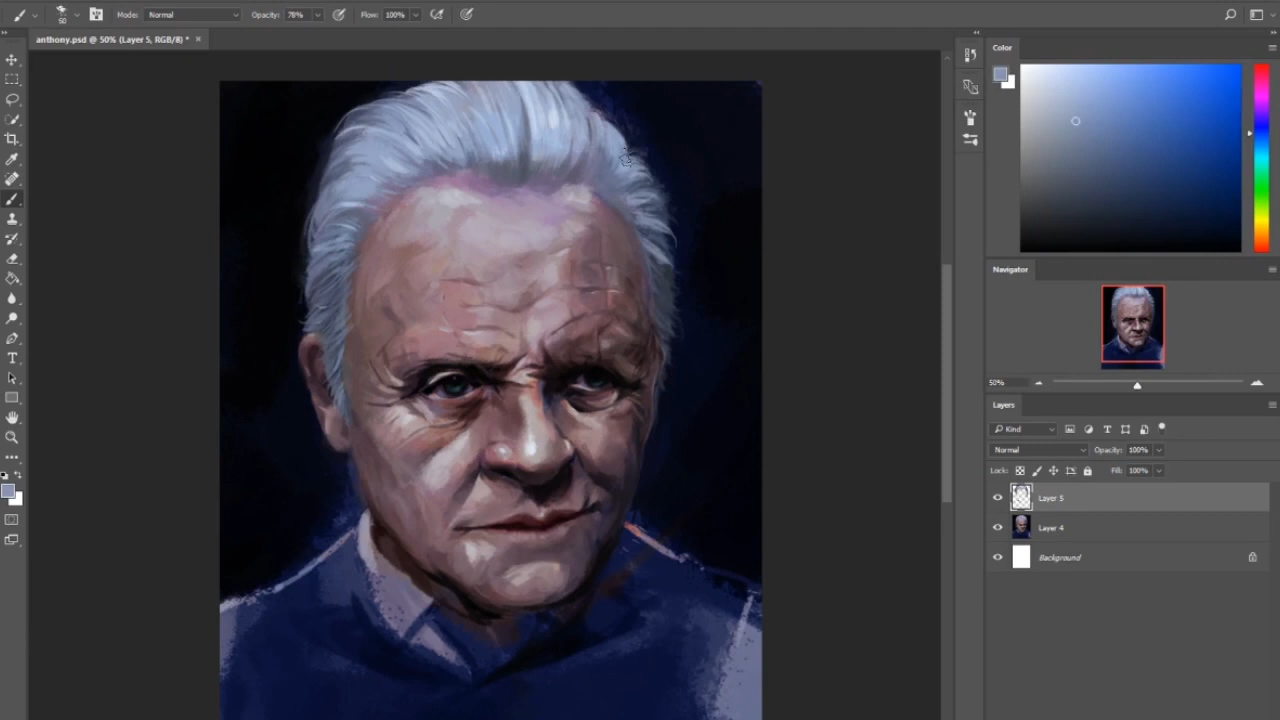 50
Mode: Normal
Opacity: 78%
Flow: 100%
anthony.psd @ 50% (Layer 5, RGB/8) *
Color
Navigator
50%
Layers
Kind
Normal
Opacity: 100%
Lock:
Fill: 100%
Layer 5
Layer 4
Background